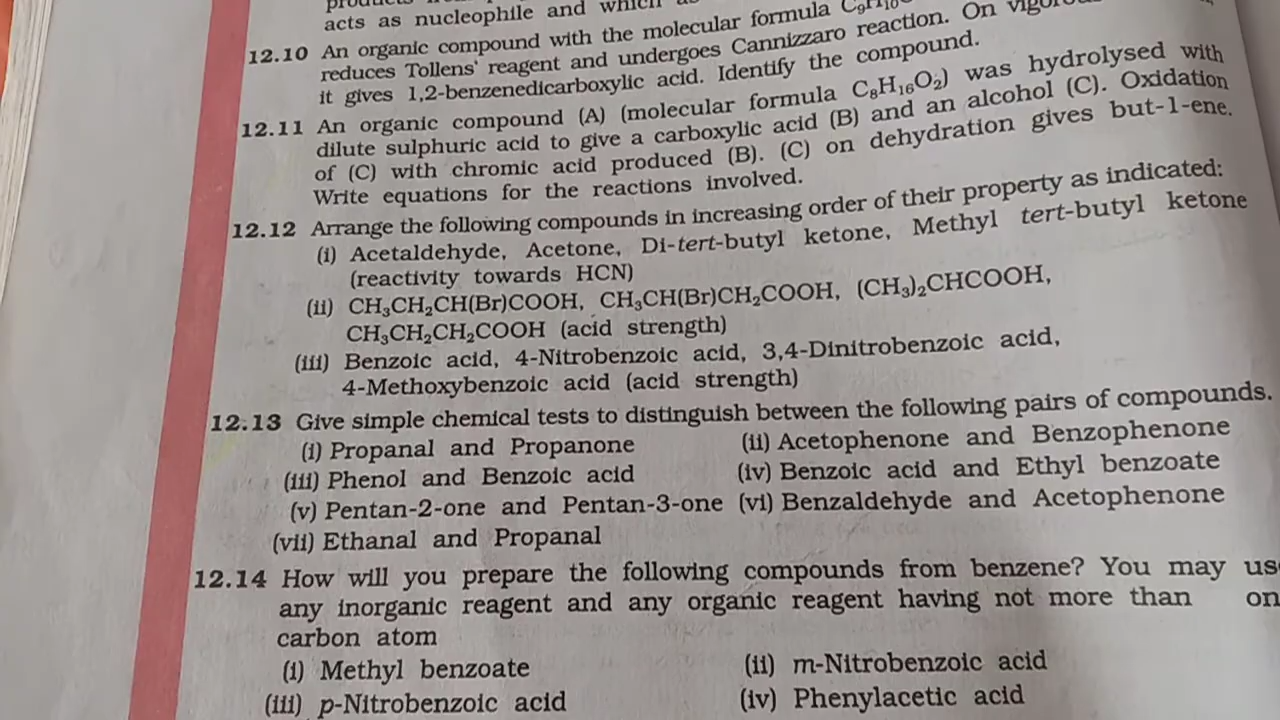 acts as nucleophile and which
12.10 An organic compound with the molecular formula C₉H₁₀
reduces Tollens' reagent and undergoes Cannizzaro reaction. On
it gives 1,2-benzenedicarboxylic acid. Identify the compound.
12.11 An organic compound (A) (molecular formula C₈H₁₆O₂) was hydrolysed with
dilute sulphuric acid to give a carboxylic acid (B) and an alcohol (C). Oxidation
of (C) with chromic acid produced (B). (C) on dehydration gives but-1-ene.
Write equations for the reactions involved.
12.12 Arrange the following compounds in increasing order of their property as indicated:
(i) Acetaldehyde, Acetone, Di-tert-butyl ketone, Methyl tert-butyl ketone
(reactivity towards HCN)
(ii) CH₃CH₂CH(Br)COOH, CH₃CH(Br)CH₂COOH, (CH₃)₂CHCOOH,
CH₃CH₂CH₂COOH (acid strength)
(iii) Benzoic acid, 4-Nitrobenzoic acid, 3,4-Dinitrobenzoic acid,
4-Methoxybenzoic acid (acid strength)
12.13 Give simple chemical tests to distinguish between the following pairs of compounds.
(i) Propanal and Propanone (ii) Acetophenone and Benzophenone
(iii) Phenol and Benzoic acid (iv) Benzoic acid and Ethyl benzoate
(v) Pentan-2-one and Pentan-3-one (vi) Benzaldehyde and Acetophenone
(vii) Ethanal and Propanal
12.14 How will you prepare the following compounds from benzene? You may us
any inorganic reagent and any organic reagent having not more than on
carbon atom
(i) Methyl benzoate (ii) m-Nitrobenzoic acid
(iii) p-Nitrobenzoic acid (iv) Phenylacetic acid